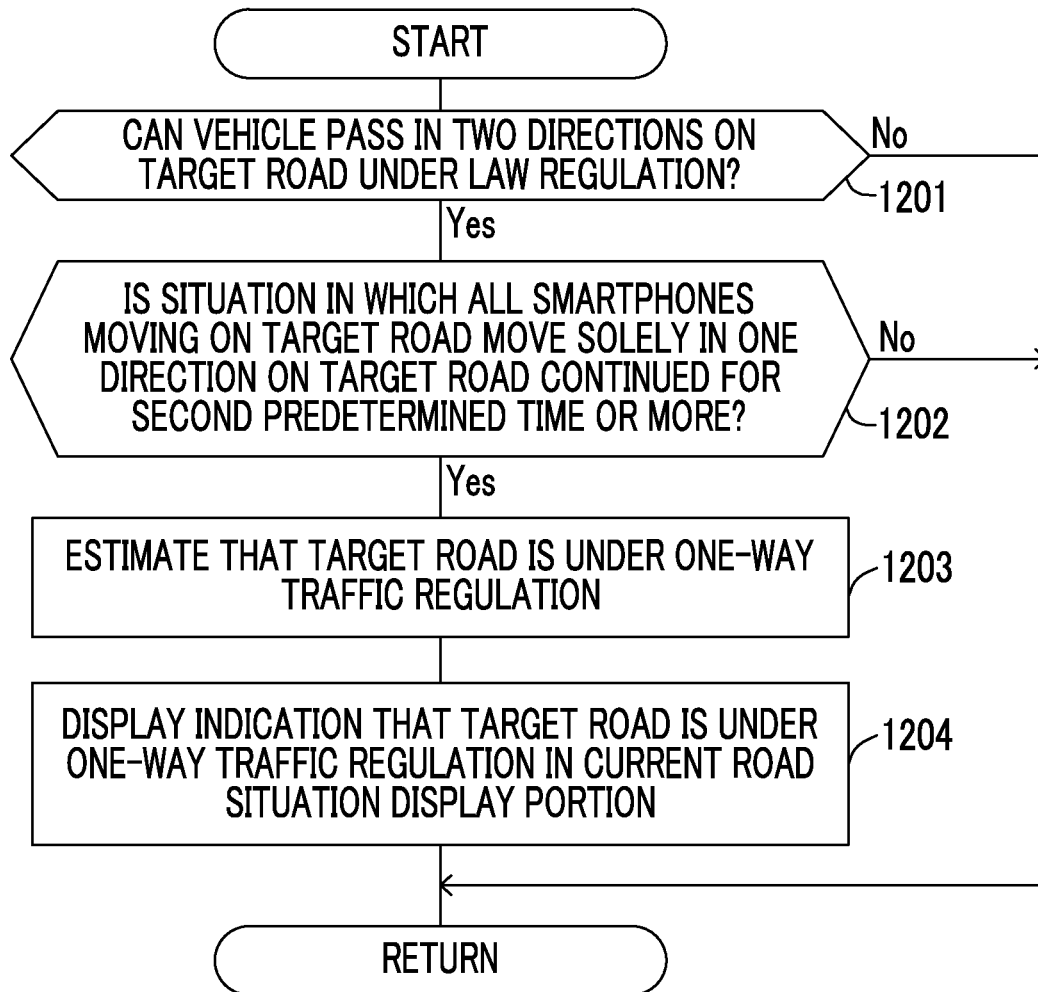 START
CAN VEHICLE PASS IN TWO DIRECTIONS ON
TARGET ROAD UNDER LAW REGULATION?
No
1201
Yes
IS SITUATION IN WHICH ALL SMARTPHONES
MOVING ON TARGET ROAD MOVE SOLELY IN ONE
DIRECTION ON TARGET ROAD CONTINUED FOR
SECOND PREDETERMINED TIME OR MORE?
No
1202
Yes
ESTIMATE THAT TARGET ROAD IS UNDER ONE-WAY
TRAFFIC REGULATION
1203
DISPLAY INDICATION THAT TARGET ROAD IS UNDER
ONE-WAY TRAFFIC REGULATION IN CURRENT ROAD
SITUATION DISPLAY PORTION
1204
RETURN